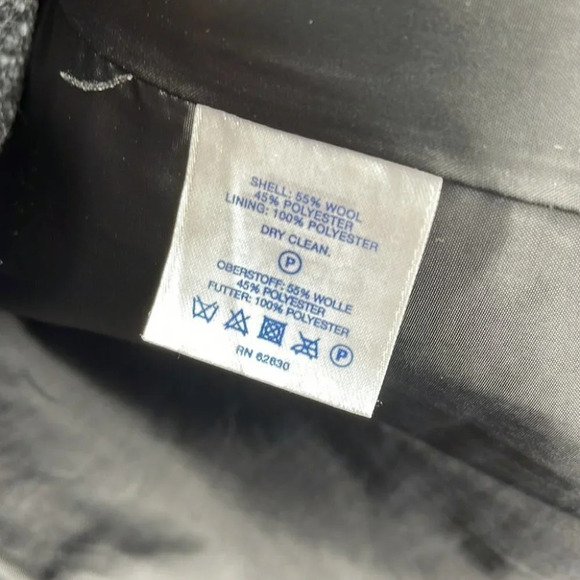 SHELL: 55% WOOL
45% POLYESTER
LINING: 100% POLYESTER
DRY CLEAN.
P
OBERSTOFF: 55% WOLLE
45% POLYESTER
FUTTER: 100% POLYESTER
P
RN 62630